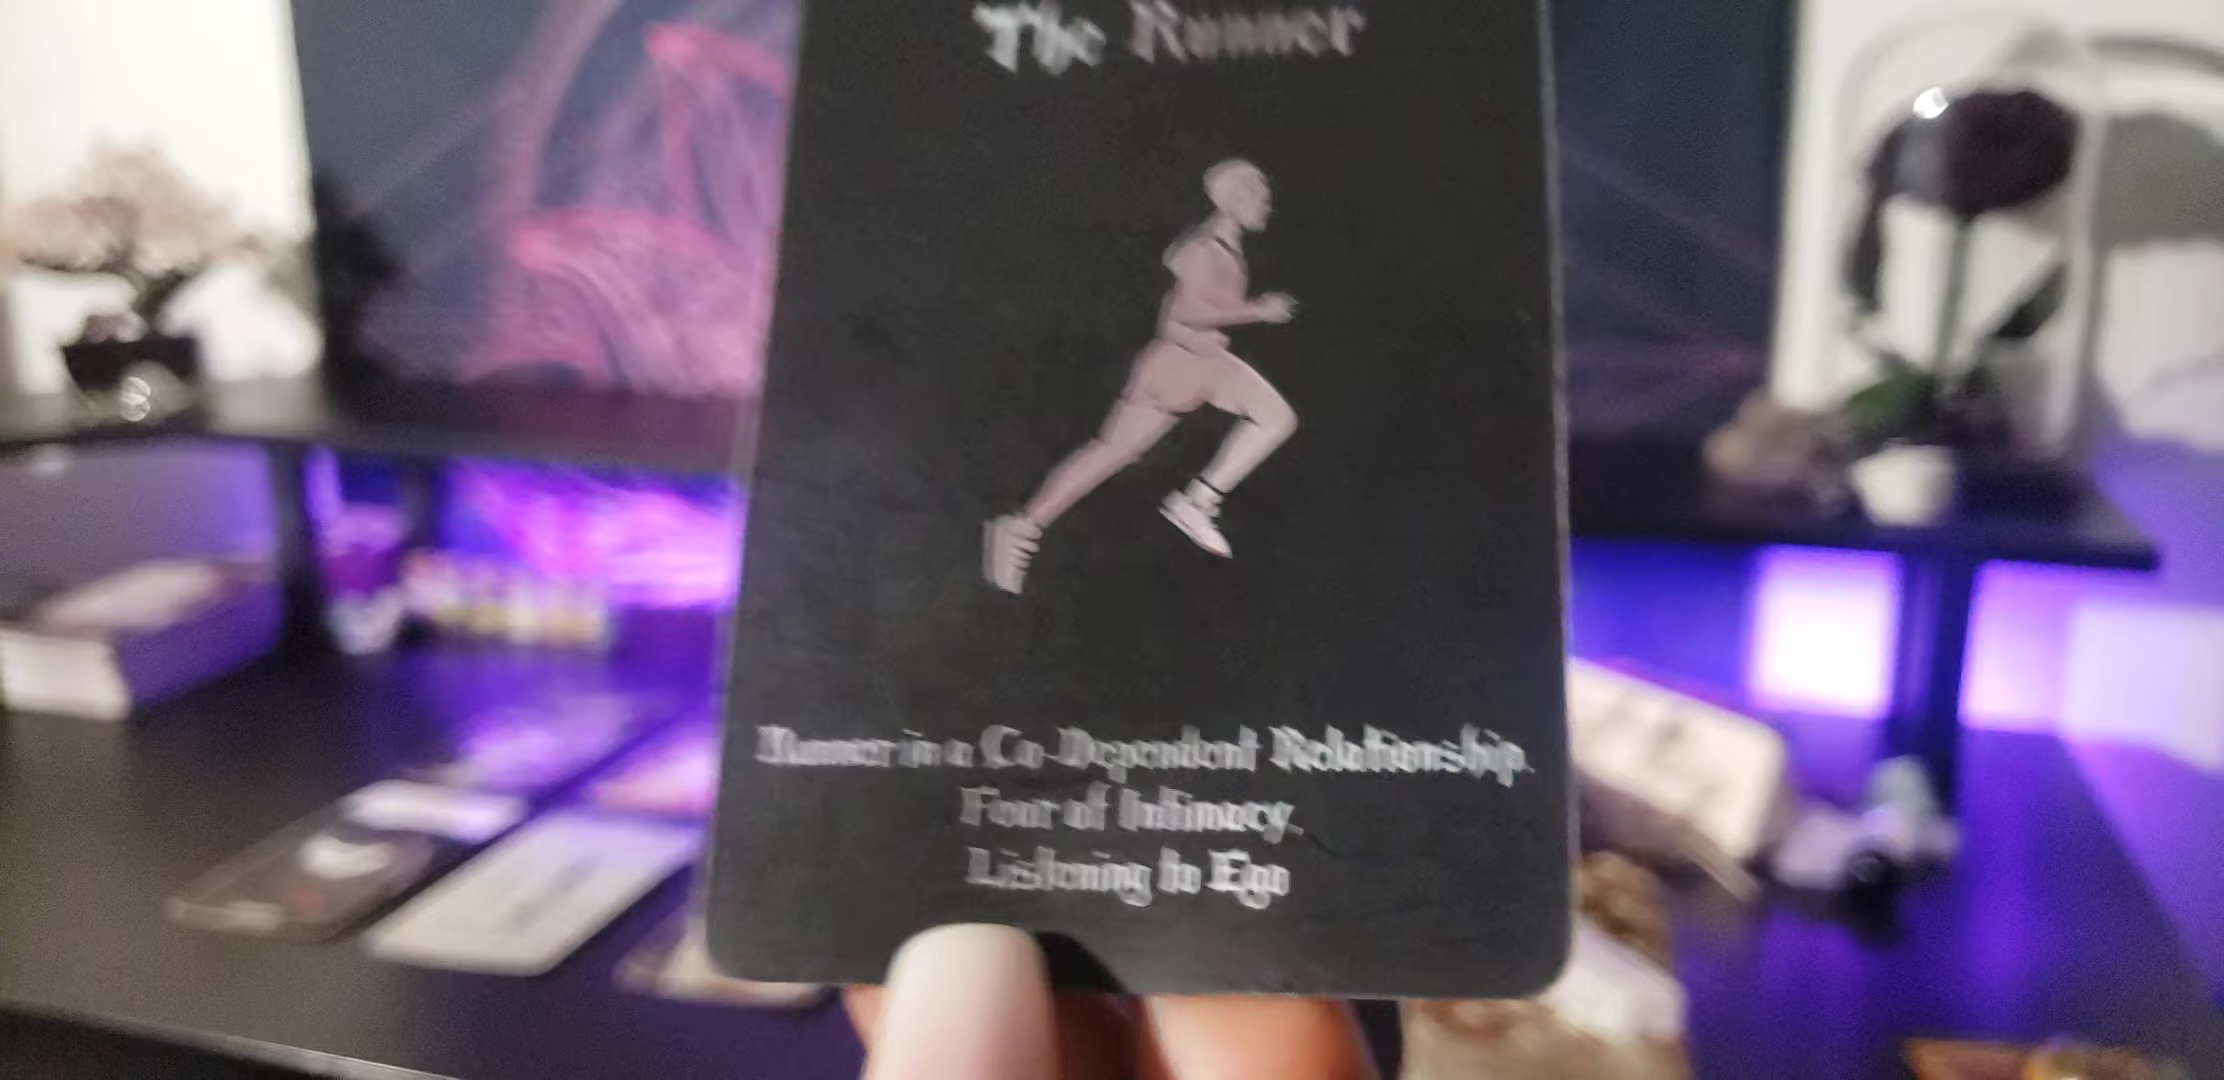 The Runner
Runner in a Co-Dependent Relationship.
Fear of Intimacy.
Listening to Ego